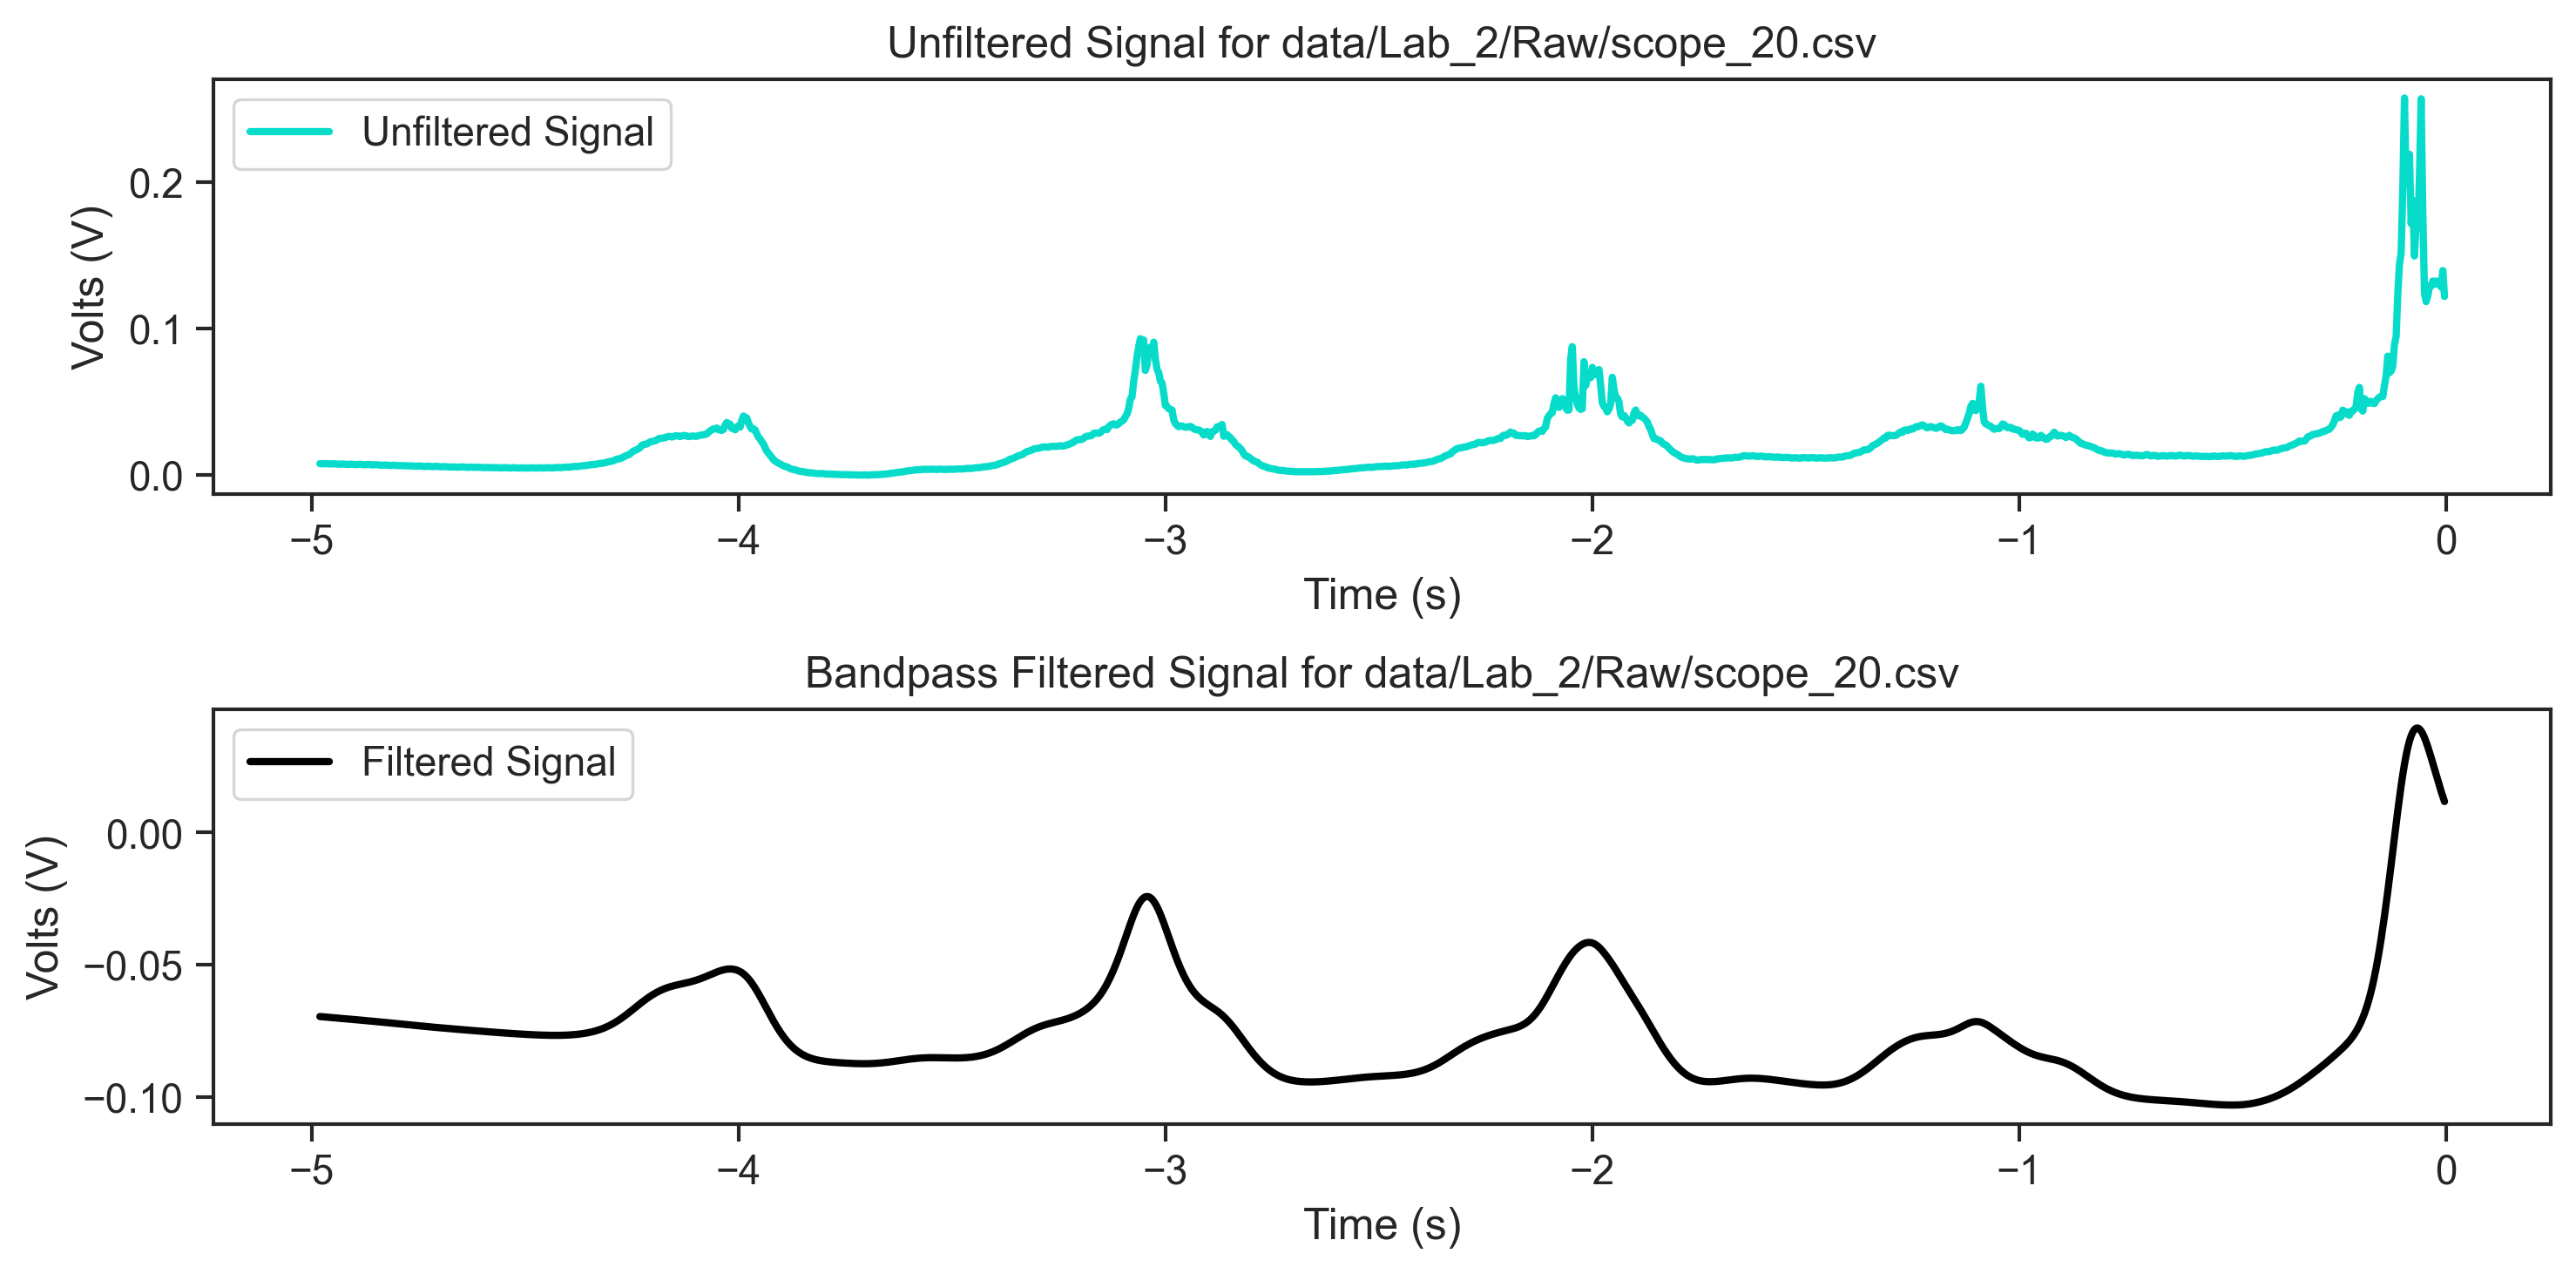 Unfiltered Signal for data/Lab_2/Raw/scope_20.csv
Unfiltered Signal
Volts (V)
0.2
0.1
0.0
−5 −4 −3 −2 −1 0
Time (s)
Bandpass Filtered Signal for data/Lab_2/Raw/scope_20.csv
Filtered Signal
Volts (V)
0.00
−0.05
−0.10
−5 −4 −3 −2 −1 0
Time (s)